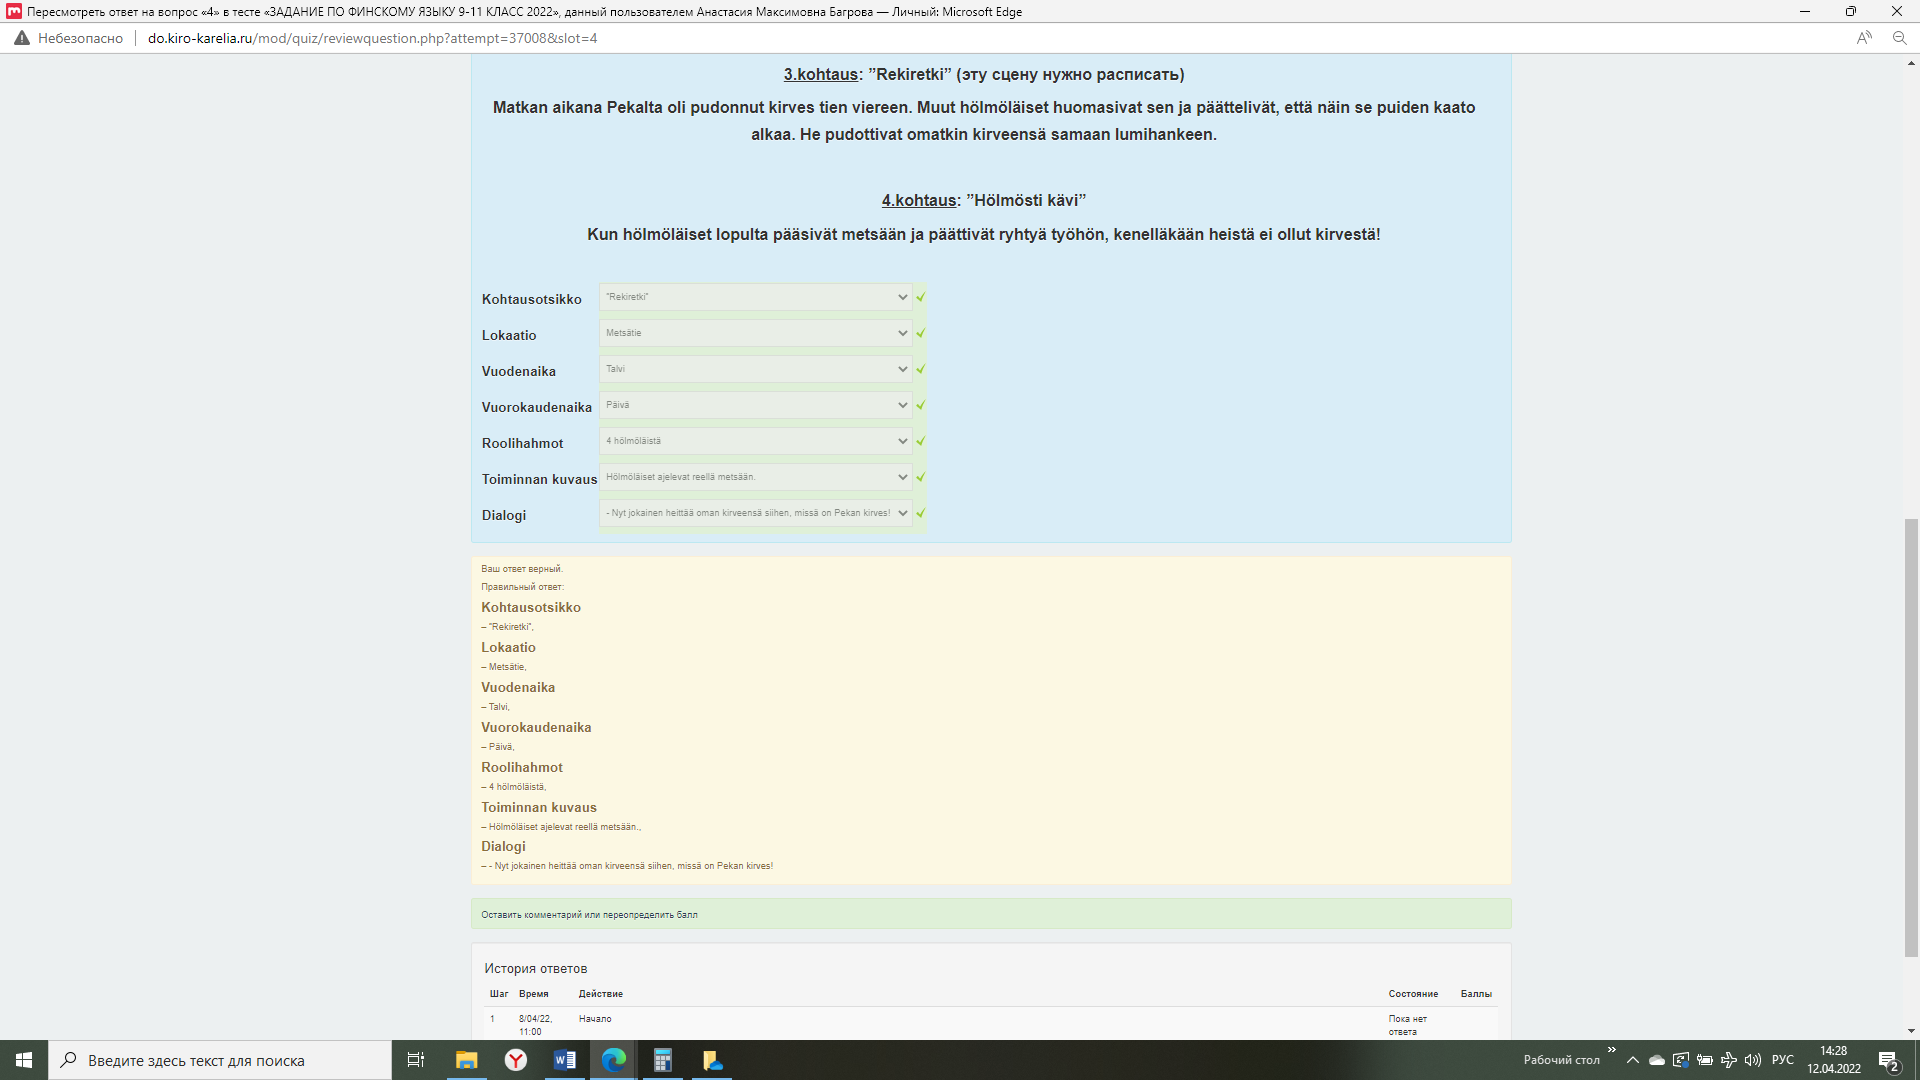 Пересмотреть ответ на вопрос «4» в тесте «ЗАДАНИЕ ПО ФИНСКОМУ ЯЗЫКУ 9-11 КЛАСС 2022», данный пользователем Анастасия Максимовна Багрова — Личный: Microsoft Edge
Небезопасно do.kiro-karelia.ru/mod/quiz/reviewquestion.php?attempt=37008&slot=4
3.kohtaus: ”Rekiretki” (эту сцену нужно расписать)
Matkan aikana Pekalta oli pudonnut kirves tien viereen. Muut hölmöläiset huomasivat sen ja päättelivät, että näin se puiden kaato
alkaa. He pudottivat omatkin kirveensä samaan lumihankeen.
4.kohtaus: ”Hölmösti kävi”
Kun hölmöläiset lopulta pääsivät metsään ja päättivät ryhtyä työhön, kenelläkään heistä ei ollut kirvestä!
Kohtausotsikko "Rekiretki"
Lokaatio Metsätie
Vuodenaika Talvi
Vuorokaudenaika Päivä
Roolihahmot 4 hölmöläistä
Toiminnan kuvaus Hölmöläiset ajelevat reellä metsään.
Dialogi - Nyt jokainen heittää oman kirveensä siihen, missä on Pekan kirves!
Ваш ответ верный.
Правильный ответ:
Kohtausotsikko
– "Rekiretki",
Lokaatio
– Metsätie,
Vuodenaika
– Talvi,
Vuorokaudenaika
– Päivä,
Roolihahmot
– 4 hölmöläistä,
Toiminnan kuvaus
– Hölmöläiset ajelevat reellä metsään.,
Dialogi
– - Nyt jokainen heittää oman kirveensä siihen, missä on Pekan kirves!
Оставить комментарий или переопределить балл
История ответов
Шаг Время Действие Состояние Баллы
1 8/04/22, Начало Пока нет
11:00 ответа
Введите здесь текст для поиска
Рабочий стол » РУС 14:28
12.04.2022 2